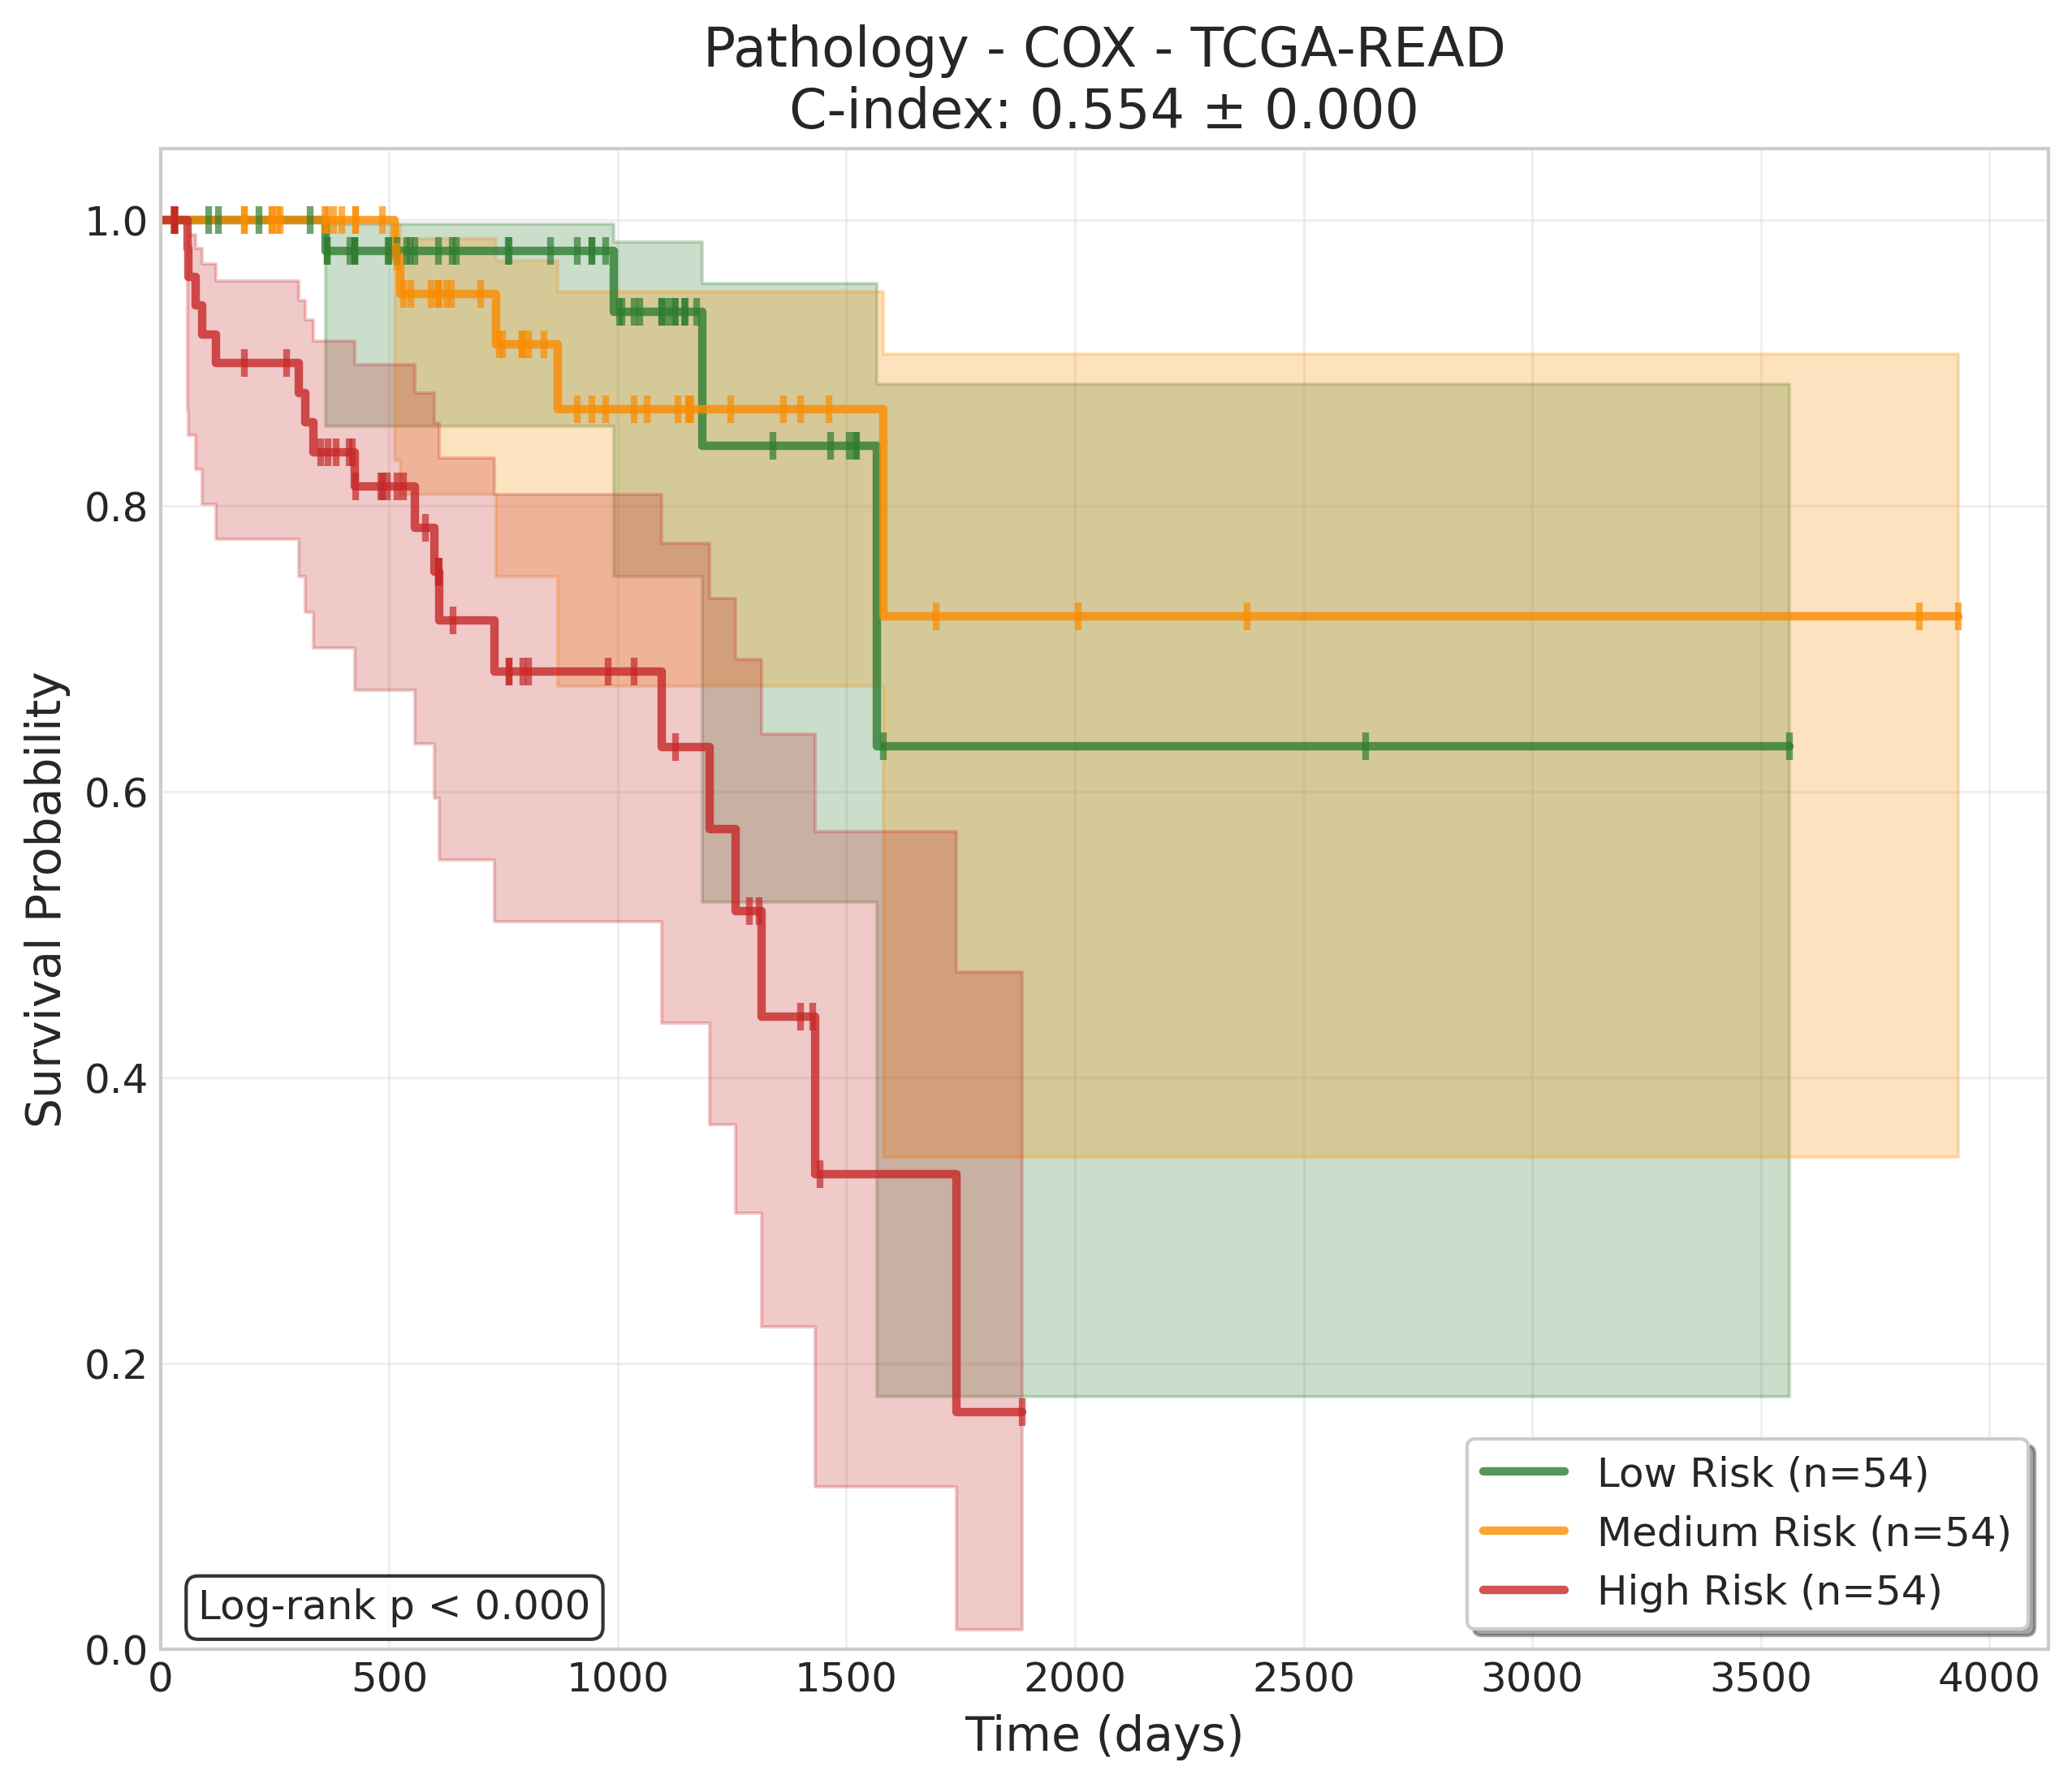 Pathology - COX - TCGA-READ
C-index: 0.554 ± 0.000
Survival Probability
1.0
0.8
0.6
0.4
0.2
0.0
Log-rank p < 0.000
Low Risk (n=54)
Medium Risk (n=54)
High Risk (n=54)
0 500 1000 1500 2000 2500 3000 3500 4000
Time (days)